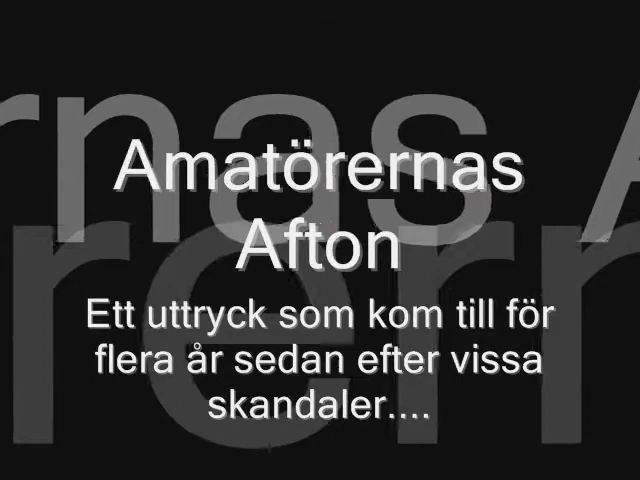 Amatörernas
Afton
Ett uttryck som kom till för
flera år sedan efter vissa
skandaler....